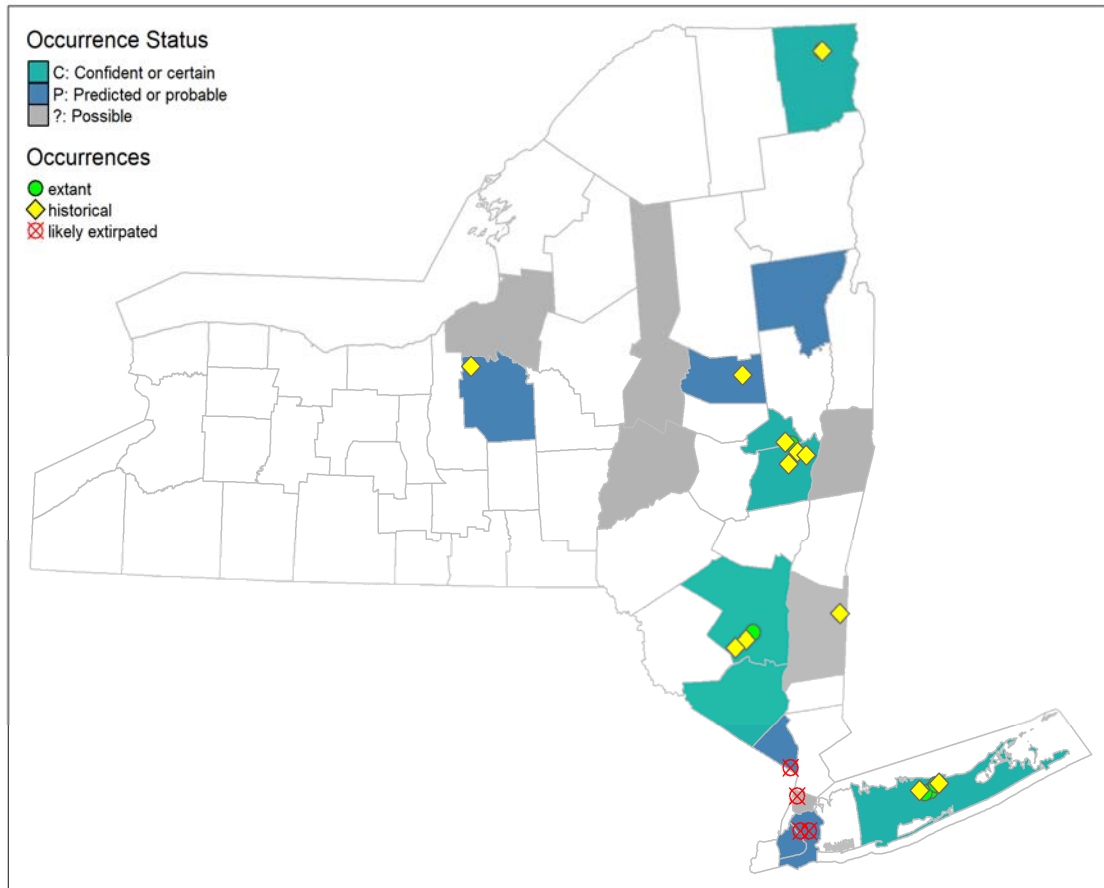 Occurrence Status
C: Confident or certain
P: Predicted or probable
?: Possible
Occurrences
extant
historical
likely extirpated